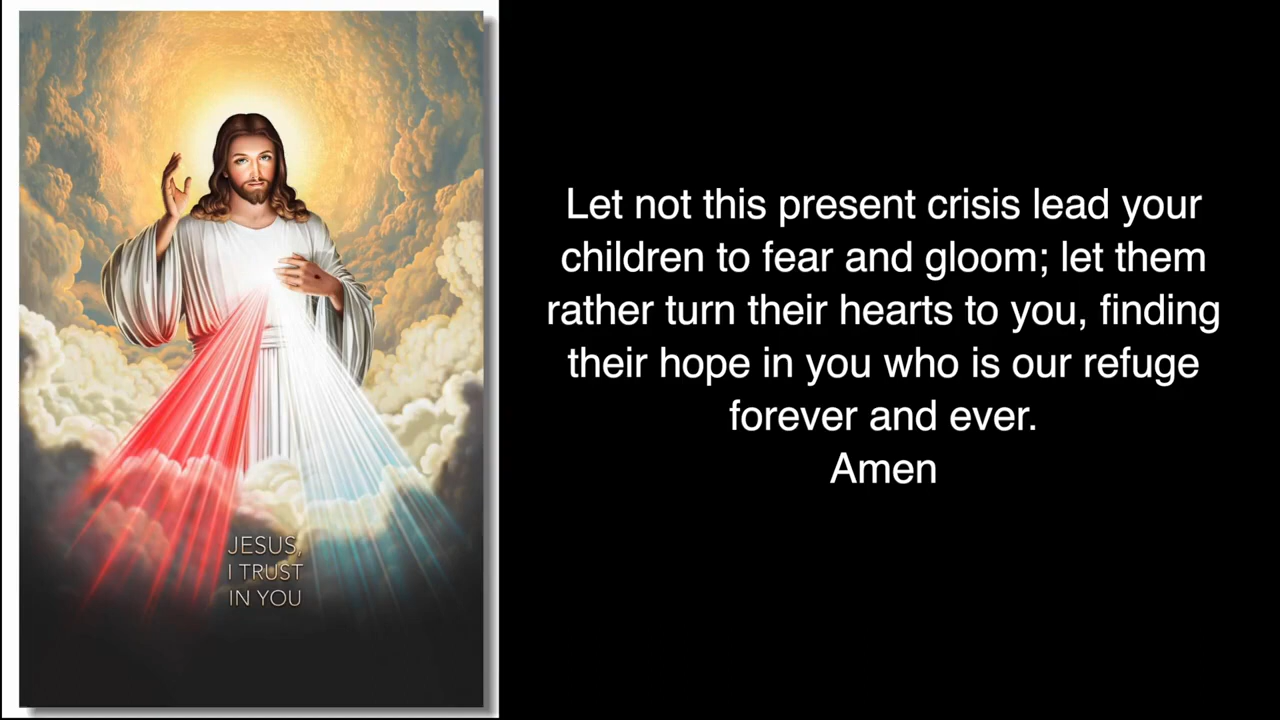 JESUS,
I TRUST
IN YOU
Let not this present crisis lead your
children to fear and gloom; let them
rather turn their hearts to you, finding
their hope in you who is our refuge
forever and ever.
Amen